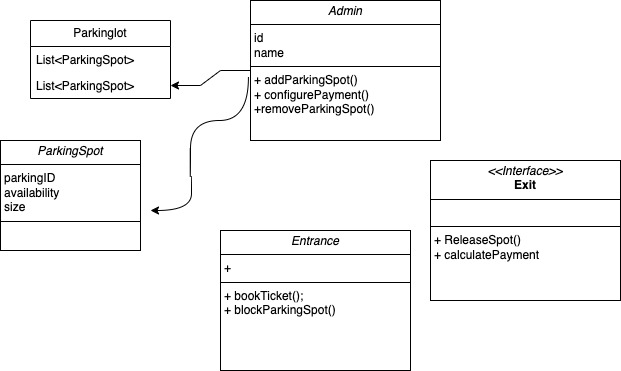 Parkinglot
List<ParkingSpot>
List<ParkingSpot>
Admin
id
name
+ addParkingSpot()
+ configurePayment()
+removeParkingSpot()
ParkingSpot
parkingID
availability
size
<<Interface>>
Exit
+ ReleaseSpot()
+ calculatePayment
Entrance
+
+ bookTicket();
+ blockParkingSpot()